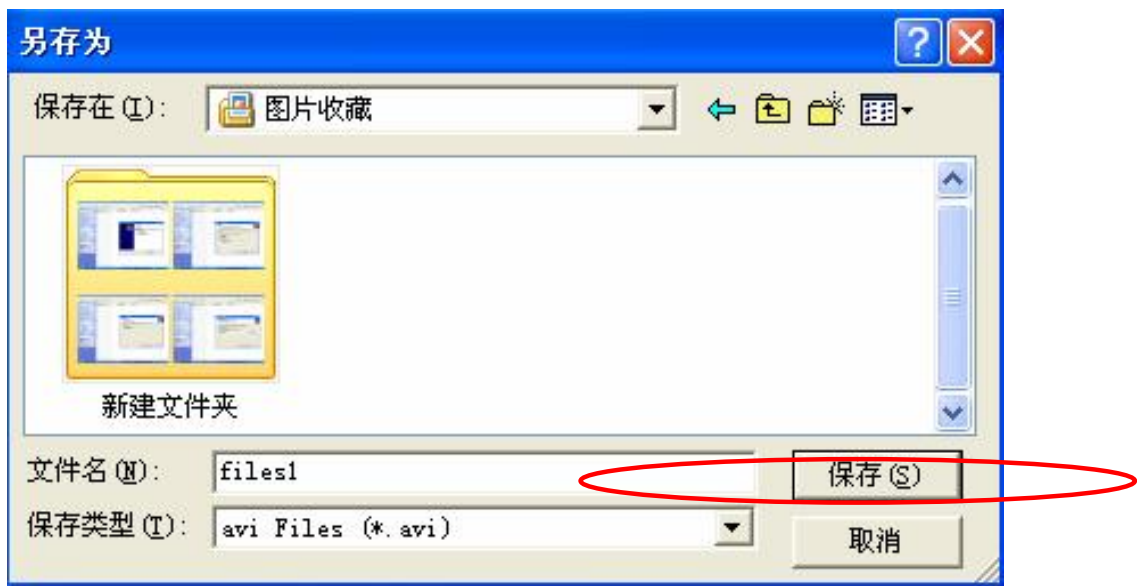 另存为
保存在(I):
图片收藏
新建文件夹
文件名(N):
files1
保存(S)
保存类型(T):
avi Files (*.avi)
取消